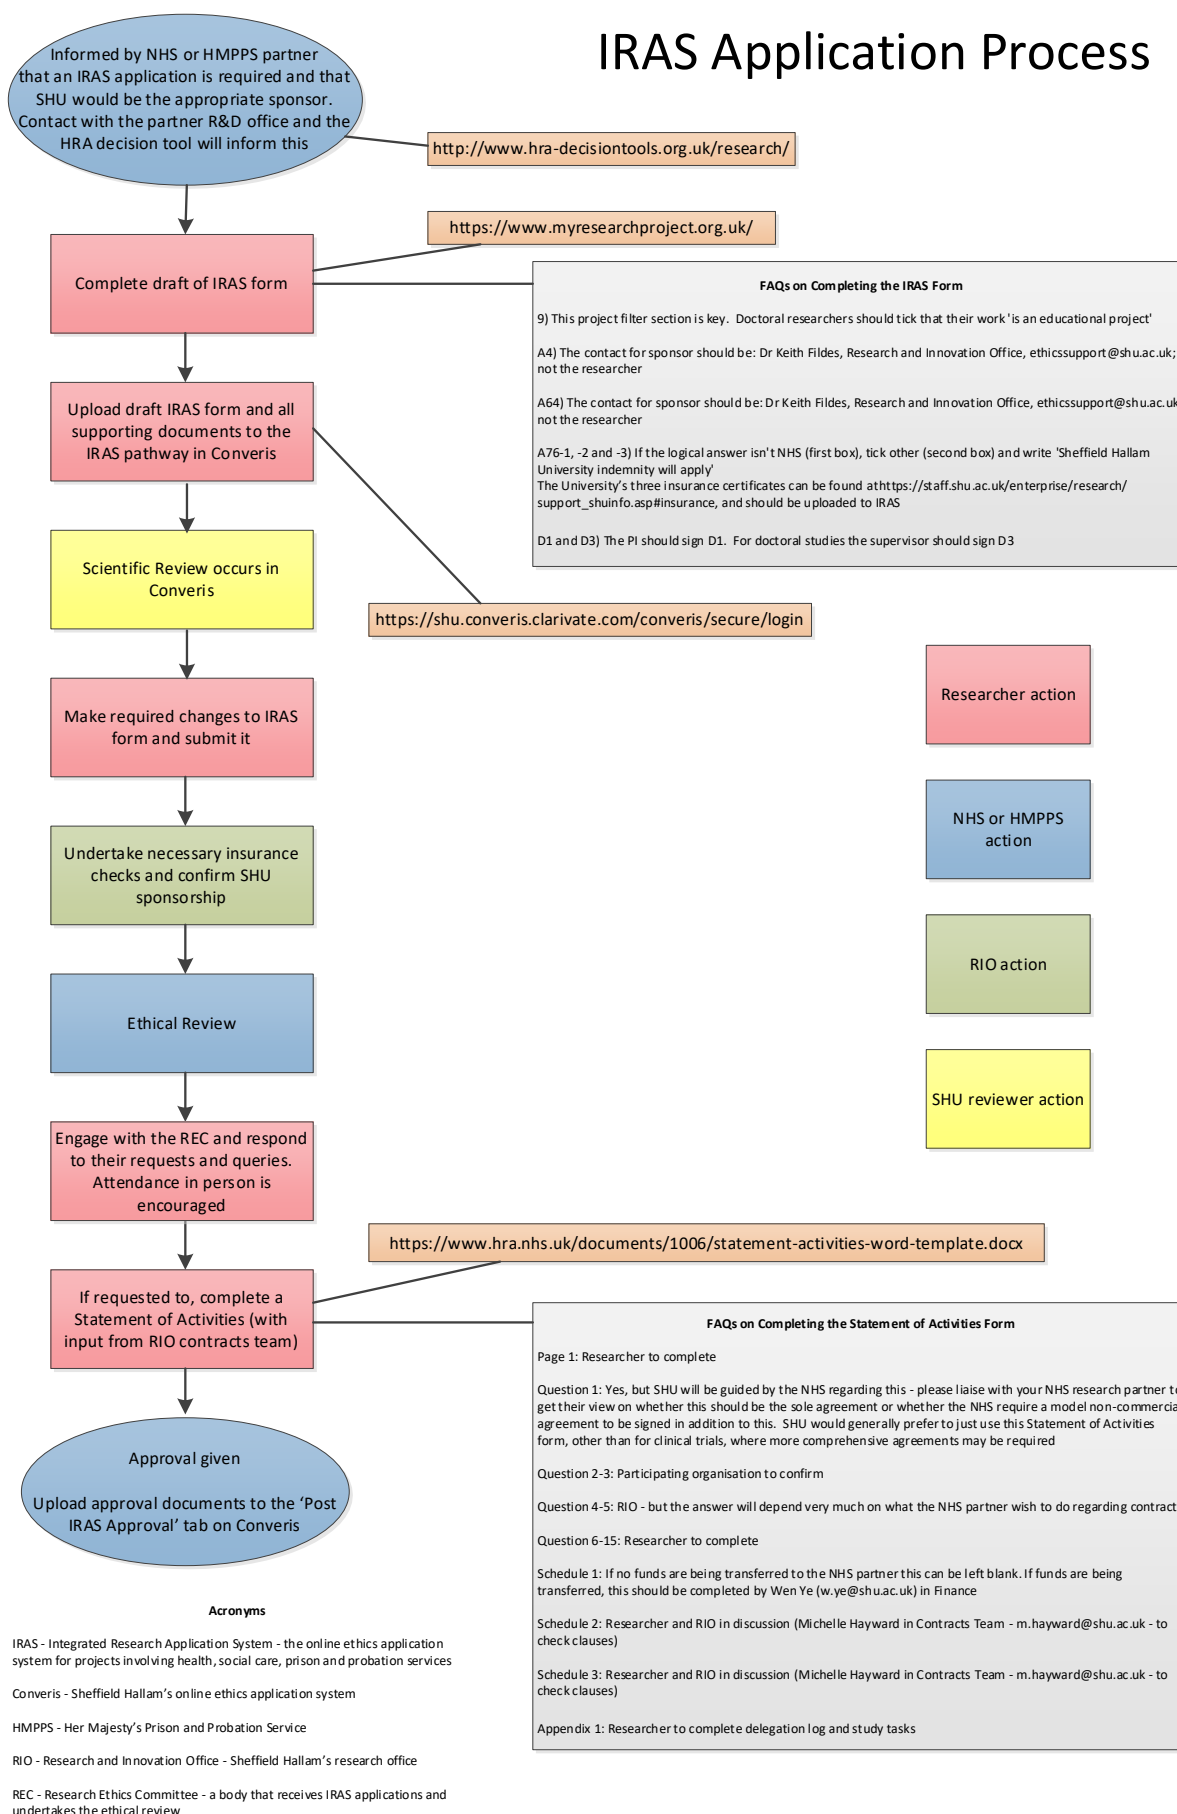 IRAS Application Process
Informed by NHS or HMPPS partner
that an IRAS application is required and that
SHU would be the appropriate sponsor.
Contact with the partner R&D office and the
HRA decision tool will inform this
http://www.hra-decisiontools.org.uk/research/
https://www.myresearchproject.org.uk/
Complete draft of IRAS form
FAQs on Completing the IRAS Form
9) This project filter section is key. Doctoral researchers should tick that their work 'is an educational project'
A4) The contact for sponsor should be: Dr Keith Fildes, Research and Innovation Office, ethicssupport@shu.ac.uk;
not the researcher
A64) The contact for sponsor should be: Dr Keith Fildes, Research and Innovation Office, ethicssupport@shu.ac.uk
not the researcher
A76-1, -2 and -3) If the logical answer isn't NHS (first box), tick other (second box) and write 'Sheffield Hallam
University indemnity will apply'
The University's three insurance certificates can be found athttps://staff.shu.ac.uk/enterprise/research/
support_shuinfo.asp#insurance, and should be uploaded to IRAS
D1 and D3) The PI should sign D1. For doctoral studies the supervisor should sign D3
Upload draft IRAS form and all
supporting documents to the
IRAS pathway in Converis
Scientific Review occurs in
Converis
https://shu.converis.clarivate.com/converis/secure/login
Make required changes to IRAS
form and submit it
Researcher action
NHS or HMPPS
action
RIO action
SHU reviewer action
Undertake necessary insurance
checks and confirm SHU
sponsorship
Ethical Review
Engage with the REC and respond
to their requests and queries.
Attendance in person is
encouraged
https://www.hra.nhs.uk/documents/1006/statement-activities-word-template.docx
If requested to, complete a
Statement of Activities (with
input from RIO contracts team)
FAQs on Completing the Statement of Activities Form
Page 1: Researcher to complete
Question 1: Yes, but SHU will be guided by the NHS regarding this - please liaise with your NHS research partner t
get their view on whether this should be the sole agreement or whether the NHS require a model non-commercia
agreement to be signed in addition to this. SHU would generally prefer to just use this Statement of Activities
form, other than for clinical trials, where more comprehensive agreements may be required
Question 2-3: Participating organisation to confirm
Question 4-5: RIO - but the answer will depend very much on what the NHS partner wish to do regarding contract
Question 6-15: Researcher to complete
Schedule 1: If no funds are being transferred to the NHS partner this can be left blank. If funds are being
transferred, this should be completed by Wen Ye (w.ye@shu.ac.uk) in Finance
Schedule 2: Researcher and RIO in discussion (Michelle Hayward in Contracts Team - m.hayward@shu.ac.uk - to
check clauses)
Schedule 3: Researcher and RIO in discussion (Michelle Hayward in Contracts Team - m.hayward@shu.ac.uk - to
check clauses)
Appendix 1: Researcher to complete delegation log and study tasks
Approval given
Upload approval documents to the 'Post
IRAS Approval' tab on Converis
Acronyms
IRAS - Integrated Research Application System - the online ethics application
system for projects involving health, social care, prison and probation services
Converis - Sheffield Hallam's online ethics application system
HMPPS - Her Majesty's Prison and Probation Service
RIO - Research and Innovation Office - Sheffield Hallam's research office
REC - Research Ethics Committee - a body that receives IRAS applications and
undertakes the ethical review